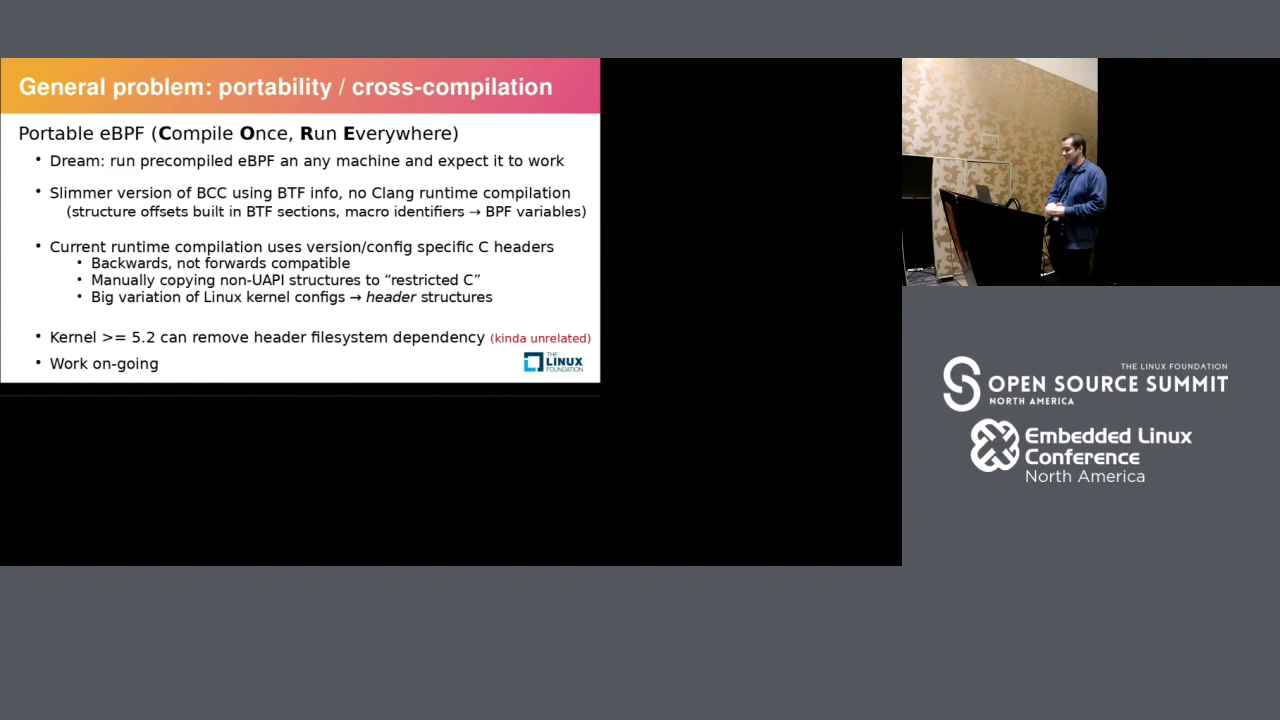 General problem: portability / cross-compilation
Portable eBPF (Compile Once, Run Everywhere)
• Dream: run precompiled eBPF an any machine and expect it to work
• Slimmer version of BCC using BTF info, no Clang runtime compilation
(structure offsets built in BTF sections, macro identifiers → BPF variables)
• Current runtime compilation uses version/config specific C headers
• Backwards, not forwards compatible
• Manually copying non-UAPI structures to “restricted C”
• Big variation of Linux kernel configs → header structures
• Kernel >= 5.2 can remove header filesystem dependency (kinda unrelated)
• Work on-going
THE
LINUX
FOUNDATION
THE LINUX FOUNDATION
OPEN SOURCE SUMMIT
NORTH AMERICA
Embedded Linux
Conference
North America